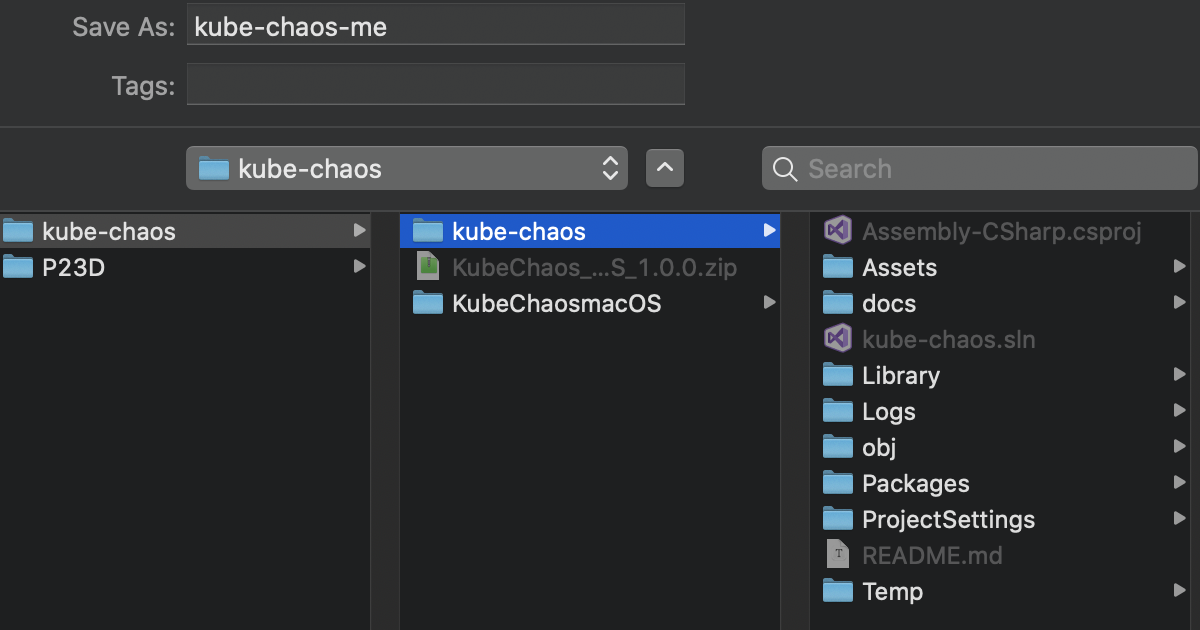 Save As: kube-chaos-me
Tags:
kube-chaos
Search
kube-chaos
P23D
kube-chaos
KubeChaos_...S_1.0.0.zip
KubeChaosmacOS
Assembly-CSharp.csproj
Assets
docs
kube-chaos.sln
Library
Logs
obj
Packages
ProjectSettings
README.md
Temp